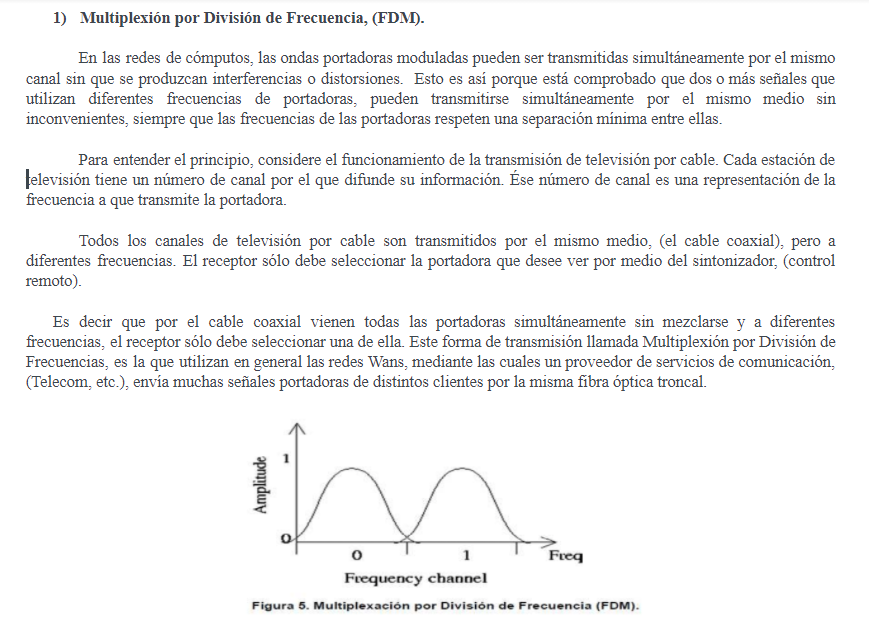 1) Multiplexión por División de Frecuencia, (FDM).
En las redes de cómputos, las ondas portadoras moduladas pueden ser transmitidas simultáneamente por el mismo
canal sin que se produzcan interferencias o distorsiones. Esto es así porque está comprobado que dos o más señales que
utilizan diferentes frecuencias de portadoras, pueden transmitirse simultáneamente por el mismo medio sin
inconvenientes, siempre que las frecuencias de las portadoras respeten una separación mínima entre ellas.
Para entender el principio, considere el funcionamiento de la transmisión de televisión por cable. Cada estación de
televisión tiene un número de canal por el que difunde su información. Ése número de canal es una representación de la
frecuencia a que transmite la portadora.
Todos los canales de televisión por cable son transmitidos por el mismo medio, (el cable coaxial), pero a
diferentes frecuencias. El receptor sólo debe seleccionar la portadora que desee ver por medio del sintonizador, (control
remoto).
Es decir que por el cable coaxial vienen todas las portadoras simultáneamente sin mezclarse y a diferentes
frecuencias, el receptor sólo debe seleccionar una de ella. Este forma de transmisión llamada Multiplexión por División de
Frecuencias, es la que utilizan en general las redes Wans, mediante las cuales un proveedor de servicios de comunicación,
(Telecom, etc.), envía muchas señales portadoras de distintos clientes por la misma fibra óptica troncal.
Amplitude
1
0
0 1 Freq
Frequency channel
Figura 5. Multiplexación por División de Frecuencia (FDM).